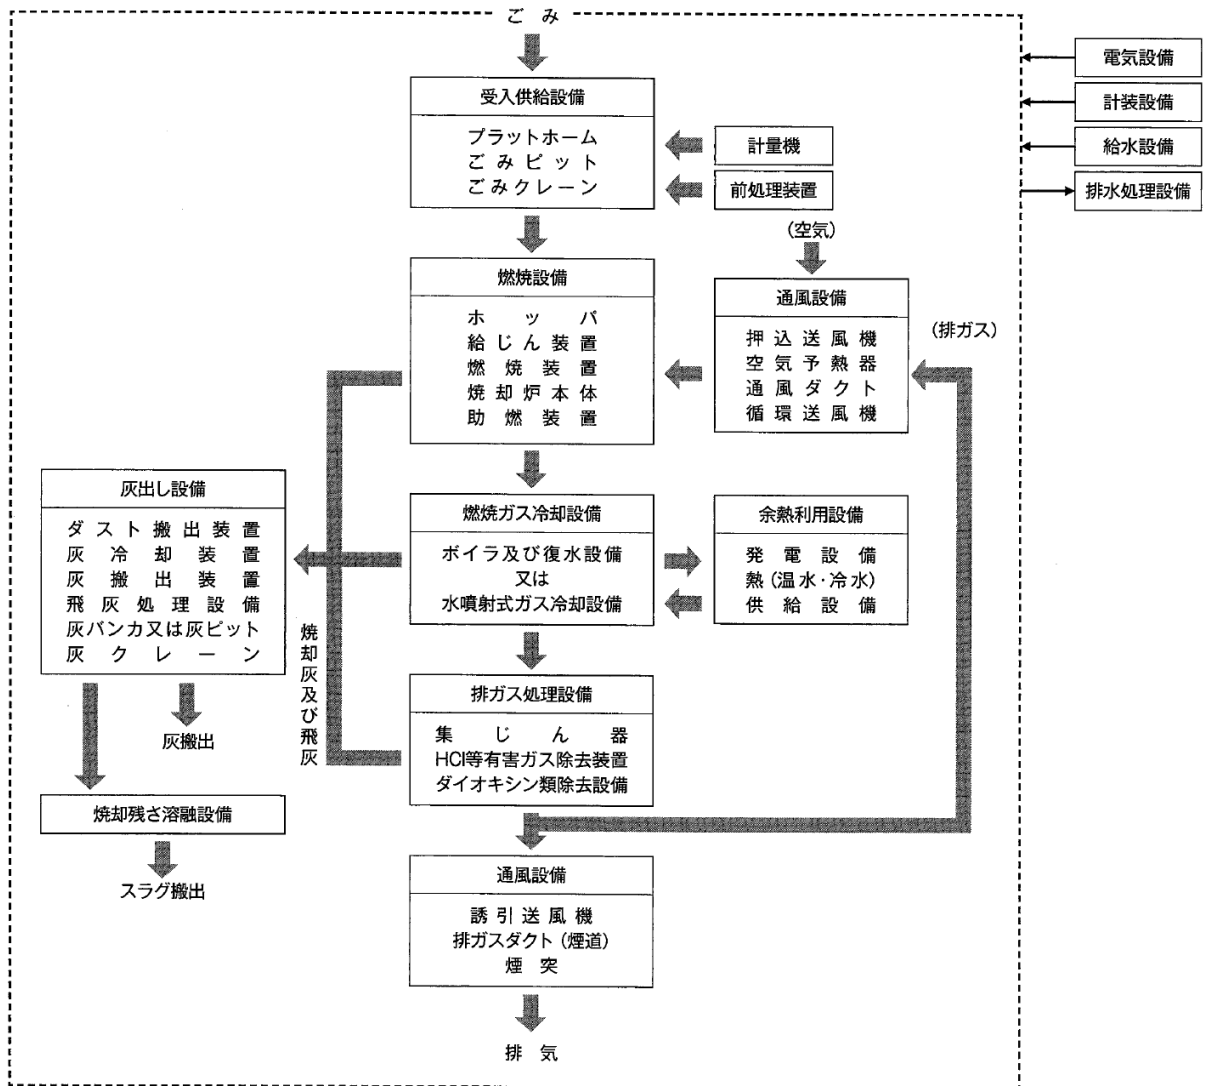 ごみ
電気設備
計装設備
給水設備
排水処理設備
受入供給設備
プラットホーム
ごみピット
ごみクレーン
計量機
前処理装置
(空気)
燃焼設備
ホッパ
給じん装置
燃焼装置
焼却炉本体
助燃装置
通風設備
押込送風機
空気予熱器
通風ダクト
循環送風機
(排ガス)
灰出し設備
ダスト搬出装置
灰冷却装置
灰搬出装置
飛灰処理設備
灰バンカ又は灰ピット
灰クレーン
燃焼ガス冷却設備
ボイラ及び復水設備
又は
水噴射式ガス冷却設備
余熱利用設備
発電設備
熱(温水・冷水)
供給設備
焼却灰及び飛灰
排ガス処理設備
集じん器
HCl等有害ガス除去装置
ダイオキシン類除去設備
灰搬出
焼却残さ溶融設備
スラグ搬出
通風設備
誘引送風機
排ガスダクト(煙道)
煙突
排気